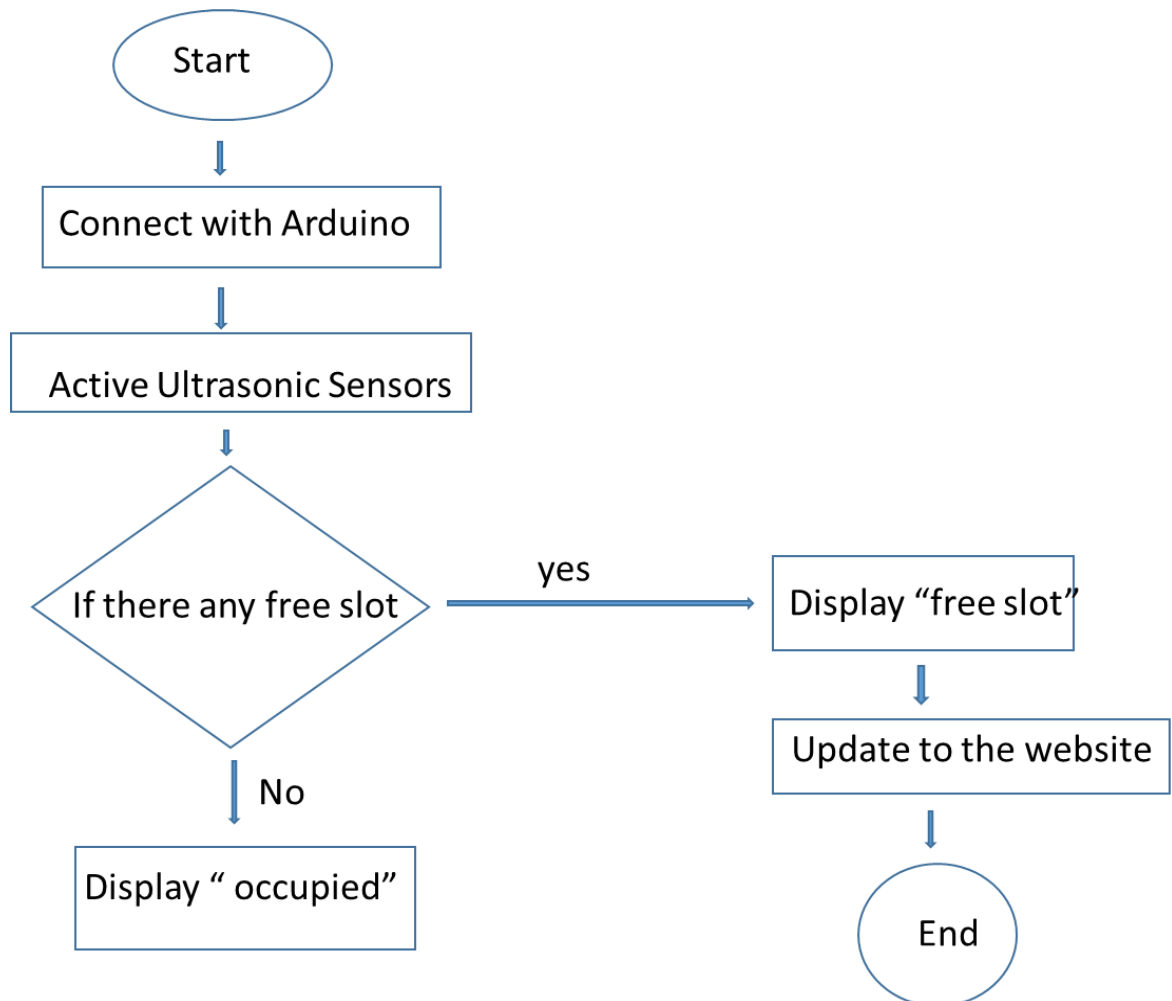 Start
Connect with Arduino
Active Ultrasonic Sensors
If there any free slot
yes
Display “free slot”
Update to the website
End
No
Display “ occupied”